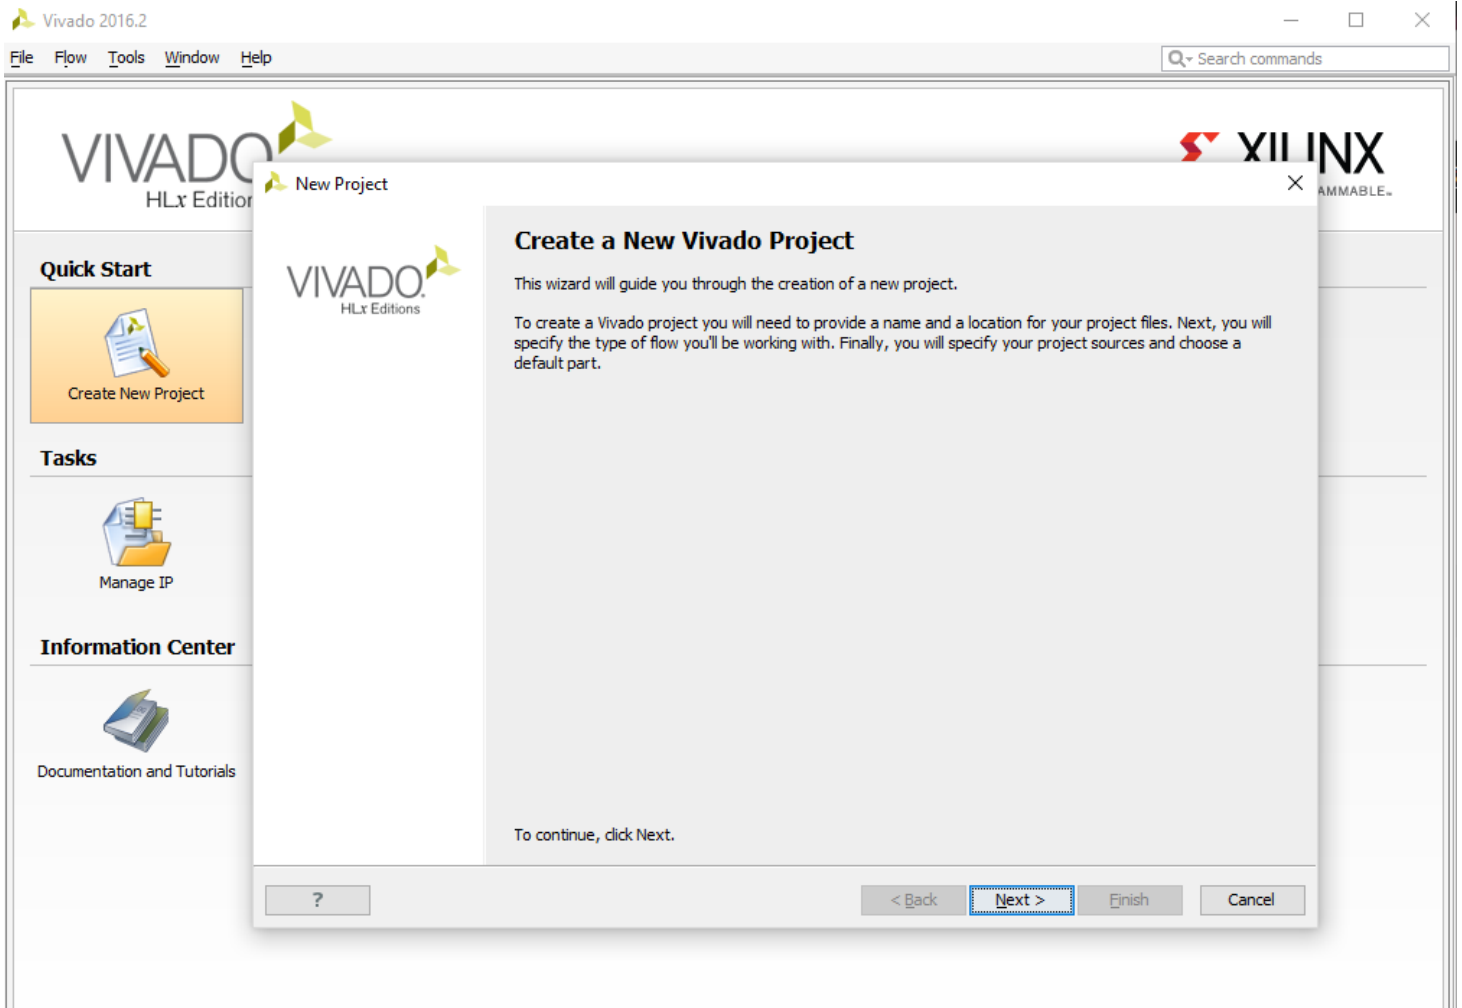 Vivado 2016.2
File Flow Tools Window Help
Search commands
VIVADO
HLx Edition
XILINX
AMMABLE™
New Project
VIVADO.
HLx Editions
Create a New Vivado Project
This wizard will guide you through the creation of a new project.
To create a Vivado project you will need to provide a name and a location for your project files. Next, you will
specify the type of flow you'll be working with. Finally, you will specify your project sources and choose a
default part.
To continue, click Next.
? < Back Next > Finish Cancel
Quick Start
Create New Project
Tasks
Manage IP
Information Center
Documentation and Tutorials